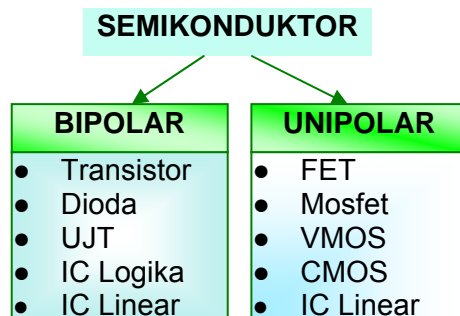 SEMIKONDUKTOR
BIPOLAR
● Transistor
● Dioda
● UJT
● IC Logika
● IC Linear
UNIPOLAR
● FET
● Mosfet
● VMOS
● CMOS
● IC Linear